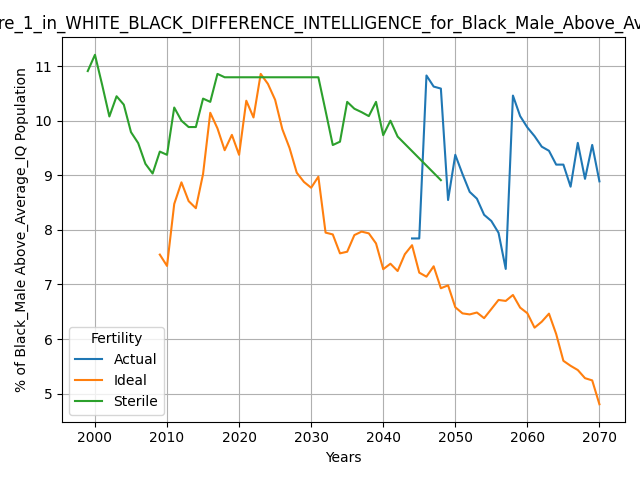 re_1_in_WHITE_BLACK_DIFFERENCE_INTELLIGENCE_for_Black_Male_Above_Av
% of Black_Male Above_Average_IQ Population
11
10
9
8
7
6
5
Fertility
Actual
Ideal
Sterile
2000 2010 2020 2030 2040 2050 2060 2070
Years